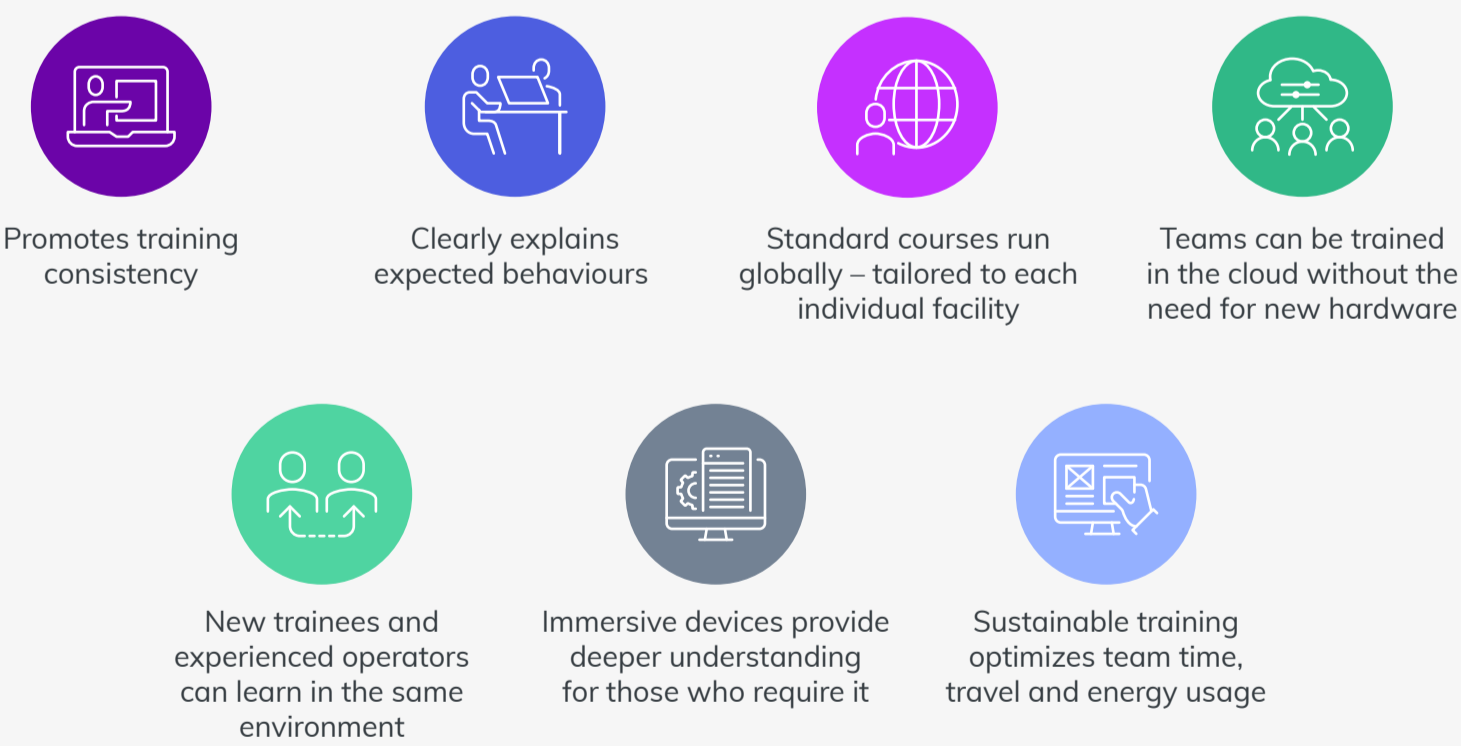 Promotes training
consistency
Clearly explains
expected behaviours
Standard courses run
globally – tailored to each
individual facility
Teams can be trained
in the cloud without the
need for new hardware
New trainees and
experienced operators
can learn in the same
environment
Immersive devices provide
deeper understanding
for those who require it
Sustainable training
optimizes team time,
travel and energy usage